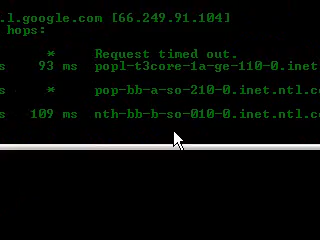 .l.google.com [66.249.91.104]
hops:
* Request timed out.
s 93 ms popl-t3core-1a-ge-110-0.inet
s * pop-bb-a-so-210-0.inet.ntl.c
s 109 ms nth-bb-b-so-010-0.inet.ntl.c